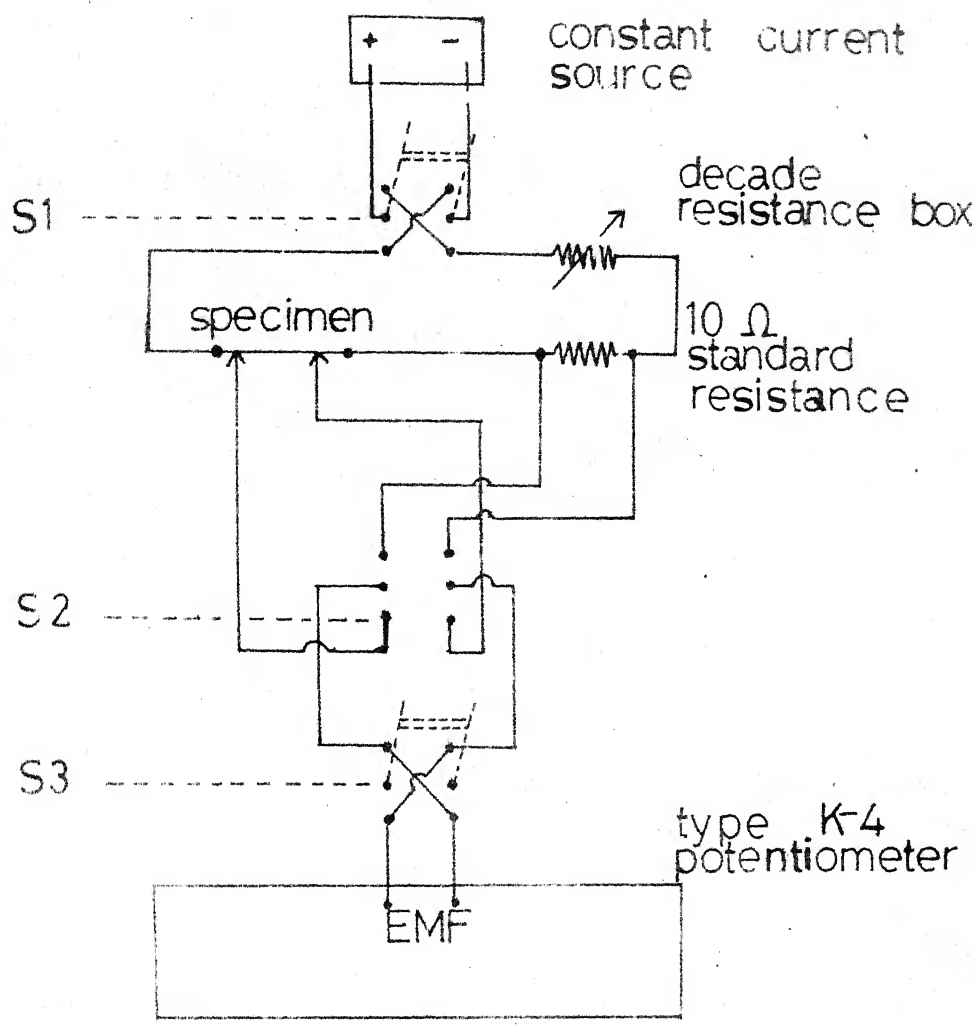 + -
constant current
source
S1
decade
resistance box
specimen
10 Ω
standard
resistance
S2
S3
type K-4
potentiometer
EMF